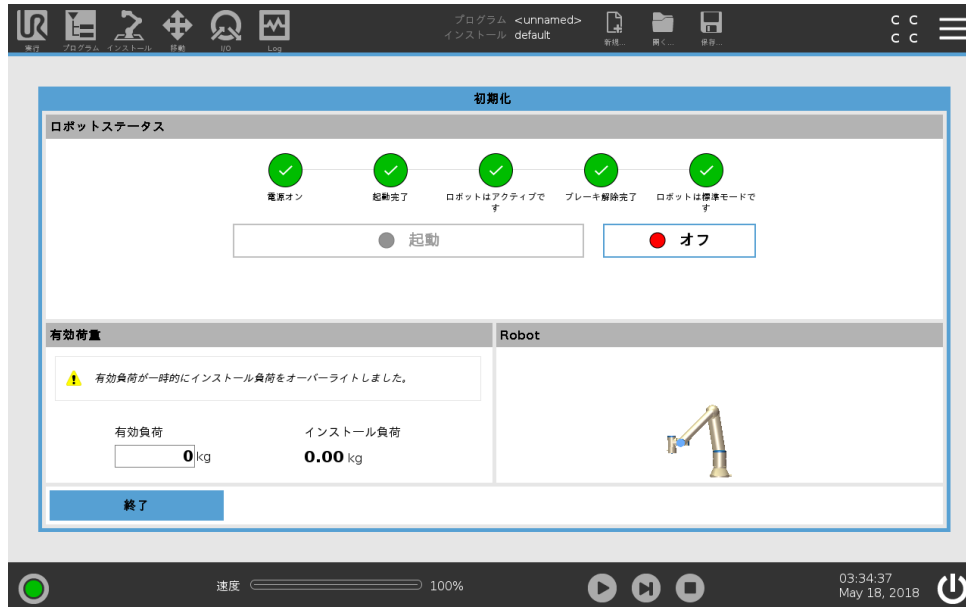 プログラム <unnamed>
インストール default
C C
C C
実行
プログラム
インストール
移動
I/O
Log
新規...
開く...
保存...
初期化
ロボットステータス
電源オン
起動完了
ロボットはアクティブで
す
ブレーキ解除完了
ロボットは標準モードで
す
起動
オフ
有効荷重
Robot
有効負荷が一時的にインストール負荷をオーバーライトしました。
有効負荷
インストール負荷
0 kg
0.00 kg
終了
速度
100%
03:34:37
May 18, 2018